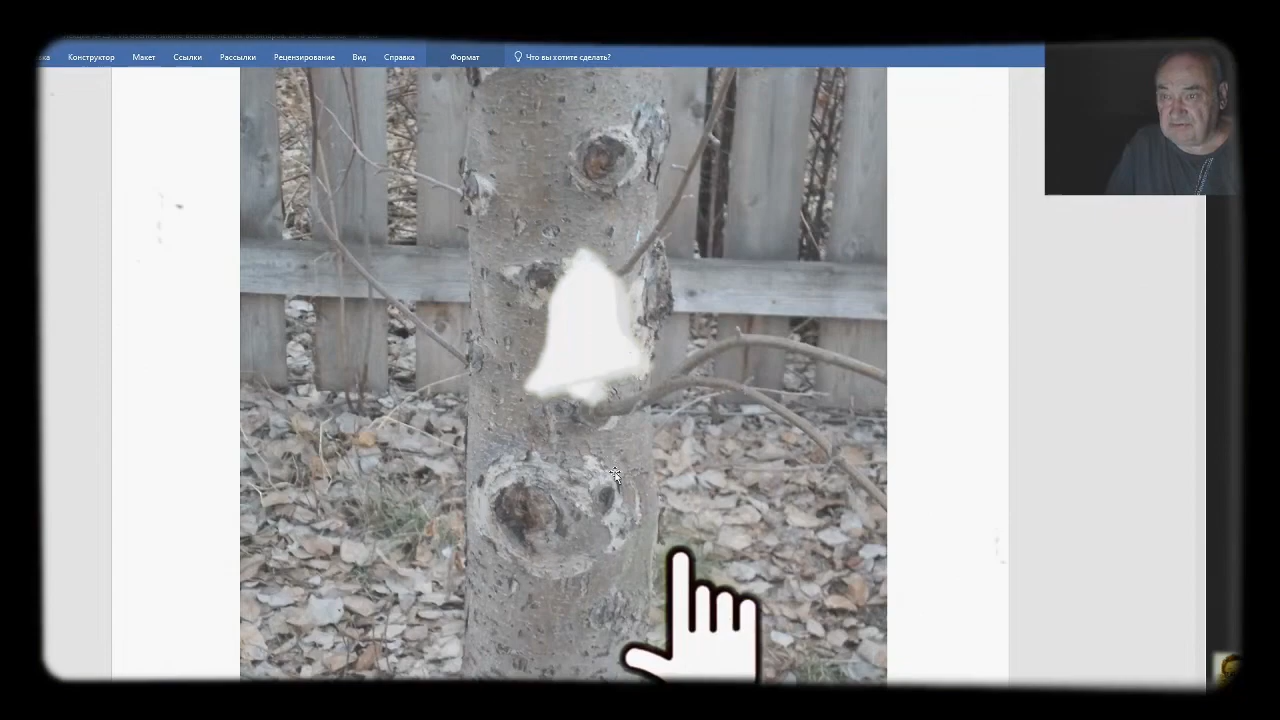 Конструктор Макет Ссылки Рассылки Рецензирование Вид Справка Формат Что вы хотите сделать?